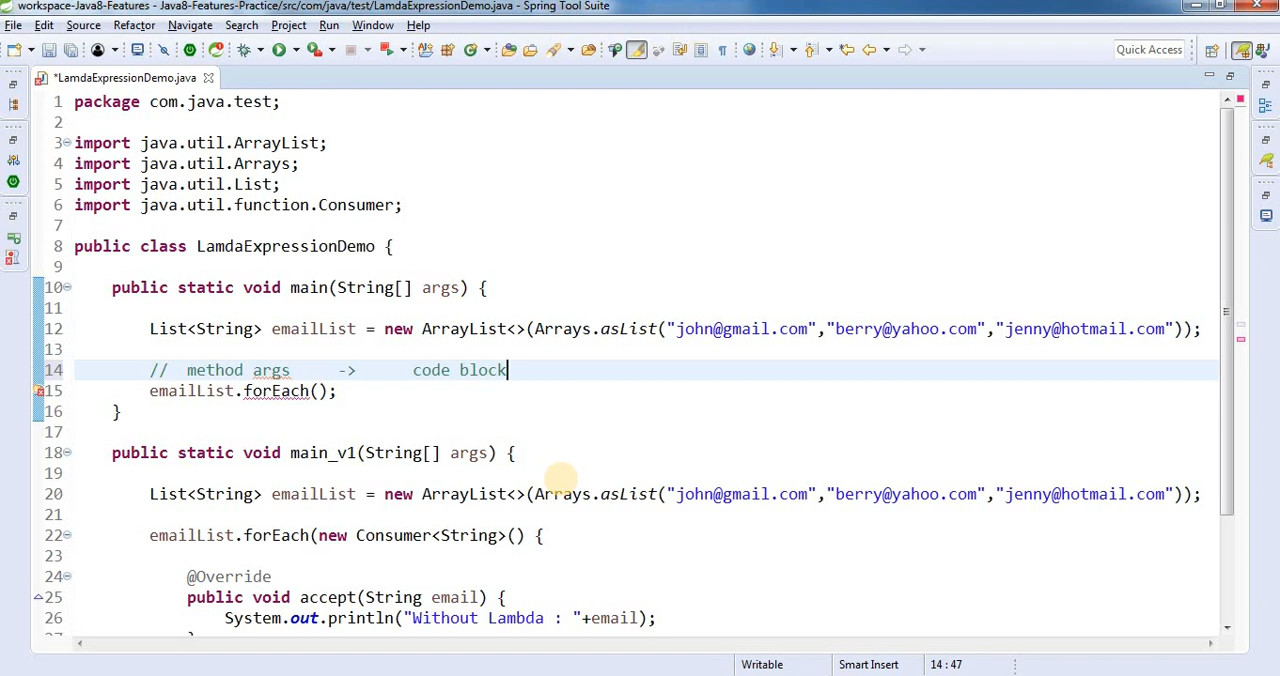 workspace-Java8-Features - Java8-Features-Practice/src/com/java/test/LamdaExpressionDemo.java - Spring Tool Suite
File Edit Source Refactor Navigate Search Project Run Window Help
Quick Access
*LamdaExpressionDemo.java
1 package com.java.test;
2
3 import java.util.ArrayList;
4 import java.util.Arrays;
5 import java.util.List;
6 import java.util.function.Consumer;
7
8 public class LamdaExpressionDemo {
9
10 public static void main(String[] args) {
11
12 List<String> emailList = new ArrayList<>(Arrays.asList("john@gmail.com","berry@yahoo.com","jenny@hotmail.com"));
13
14 // method args -> code block
15 emailList.forEach();
16 }
17
18 public static void main_v1(String[] args) {
19
20 List<String> emailList = new ArrayList<>(Arrays.asList("john@gmail.com","berry@yahoo.com","jenny@hotmail.com"));
21
22 emailList.forEach(new Consumer<String>() {
23
24 @Override
25 public void accept(String email) {
26 System.out.println("Without Lambda : "+email);
Writable Smart Insert 14 : 47